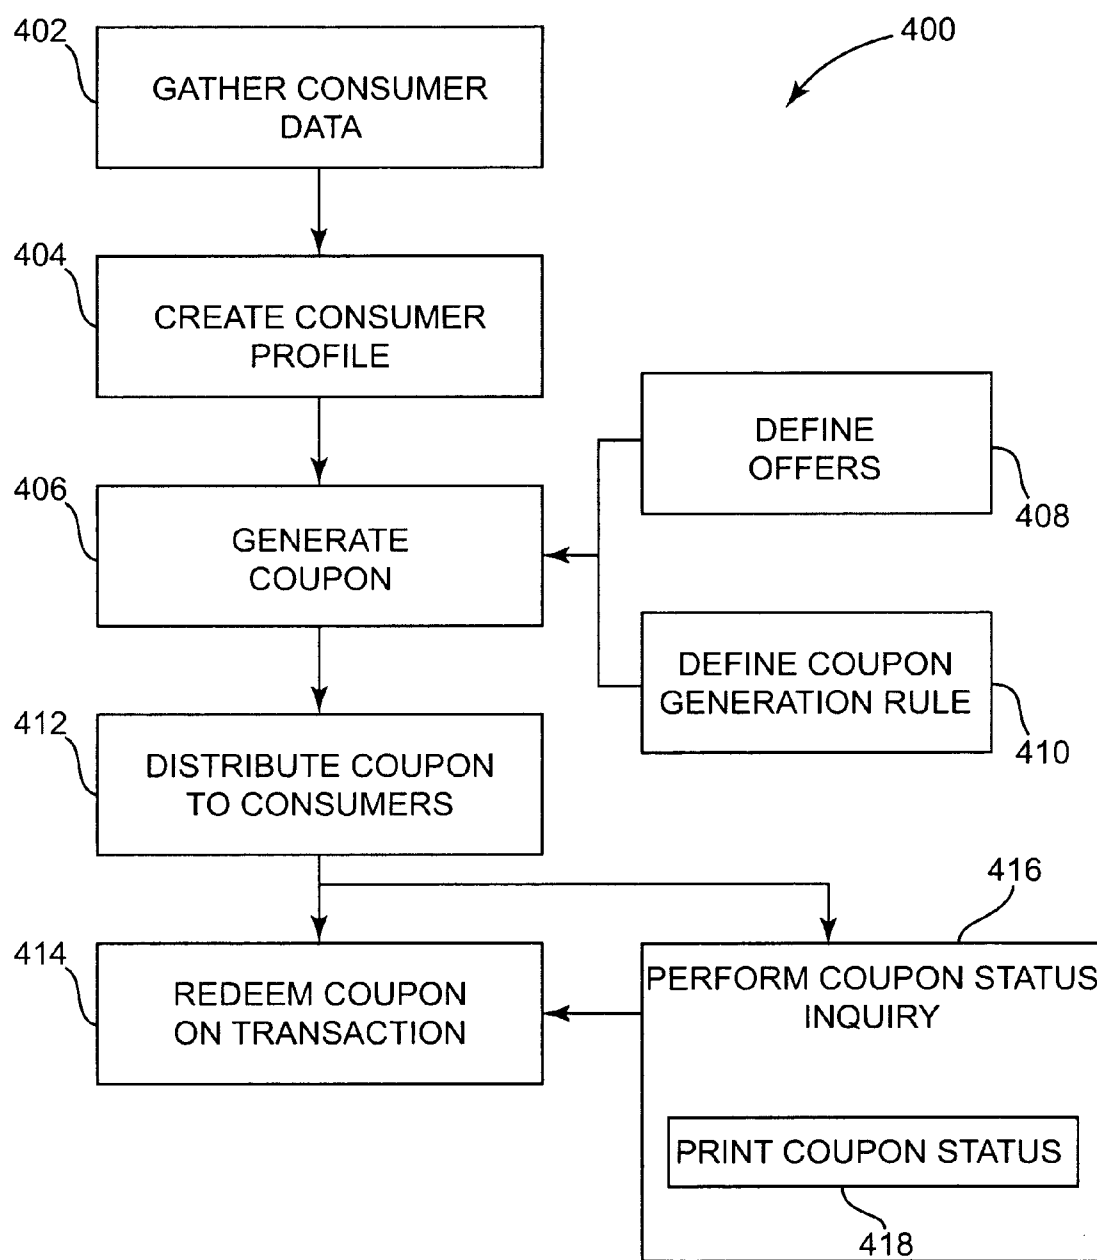 402
400
GATHER CONSUMER
DATA
404
CREATE CONSUMER
PROFILE
406
GENERATE
COUPON
DEFINE
OFFERS
408
DEFINE COUPON
GENERATION RULE
410
412
DISTRIBUTE COUPON
TO CONSUMERS
414
REDEEM COUPON
ON TRANSACTION
416
PERFORM COUPON STATUS
INQUIRY
PRINT COUPON STATUS
418